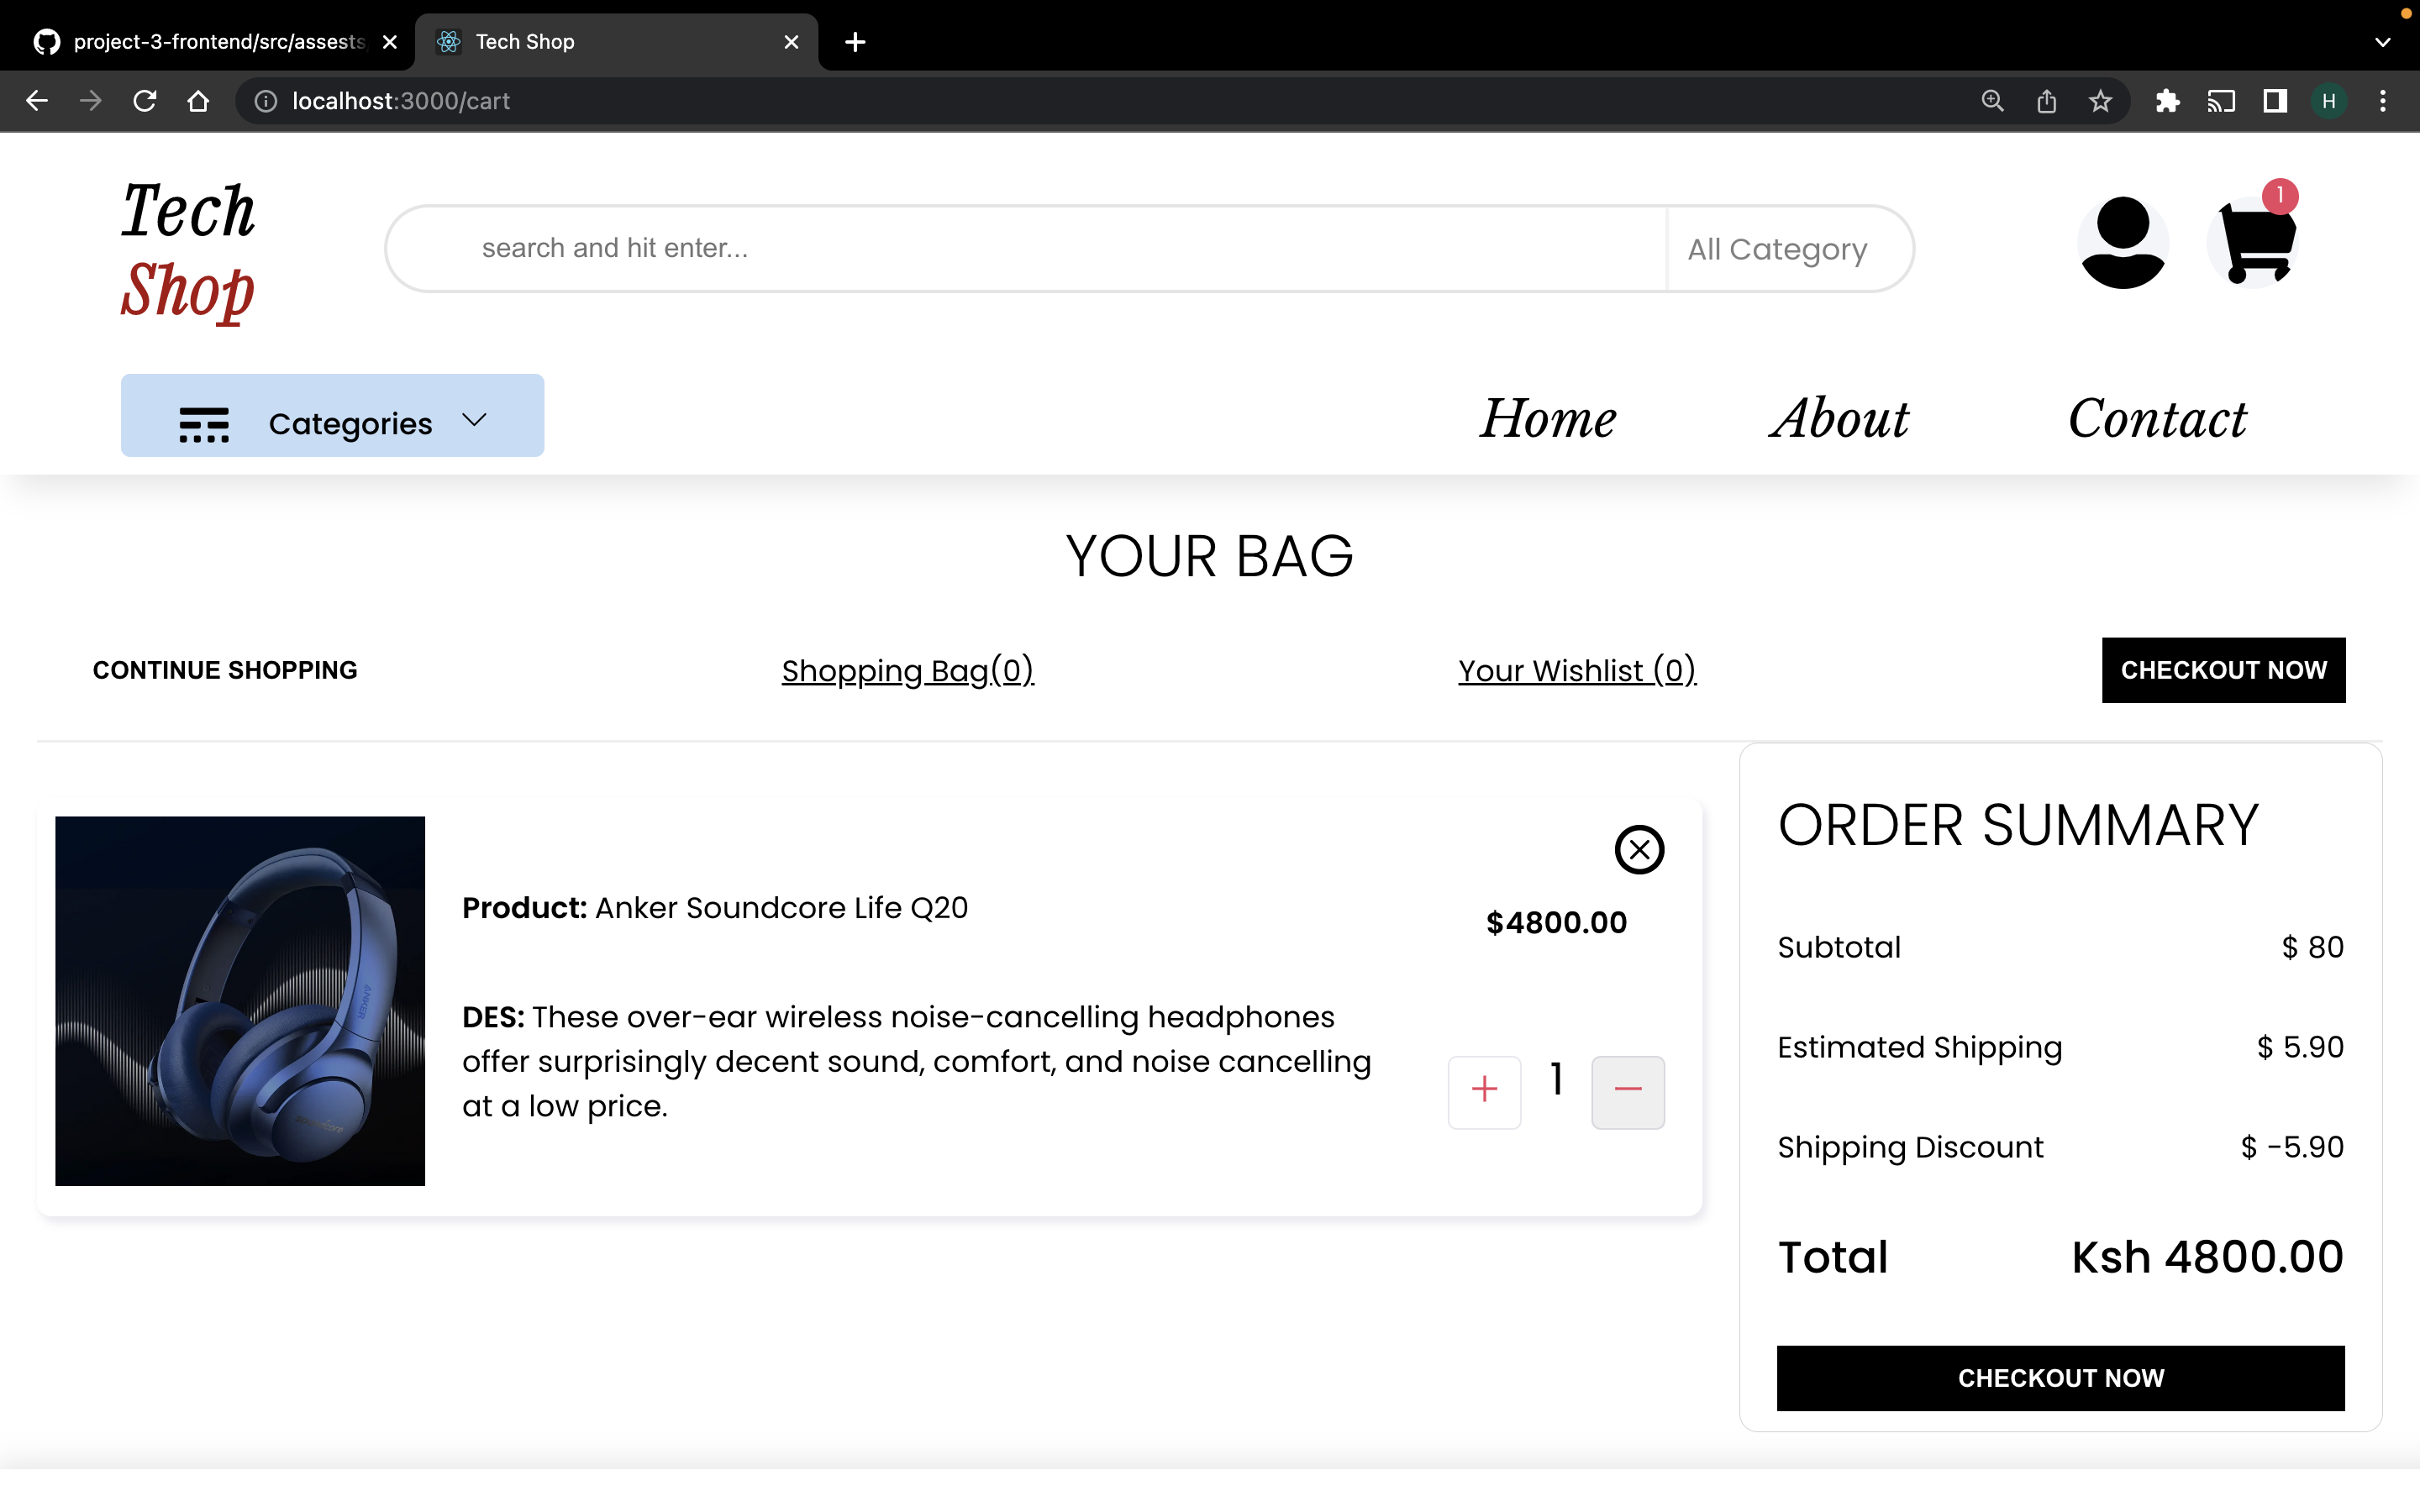 project-3-frontend/src/assests
Tech Shop
localhost:3000/cart
H
Tech
Shop
search and hit enter...
All Category
1
Categories
Home
About
Contact
YOUR BAG
CONTINUE SHOPPING
Shopping Bag(0)
Your Wishlist (0)
CHECKOUT NOW
Product: Anker Soundcore Life Q20
$4800.00
DES: These over-ear wireless noise-cancelling headphones
offer surprisingly decent sound, comfort, and noise cancelling
at a low price.
1
ANKER
soundcore
ORDER SUMMARY
Subtotal $ 80
Estimated Shipping $ 5.90
Shipping Discount $ -5.90
Total Ksh 4800.00
CHECKOUT NOW